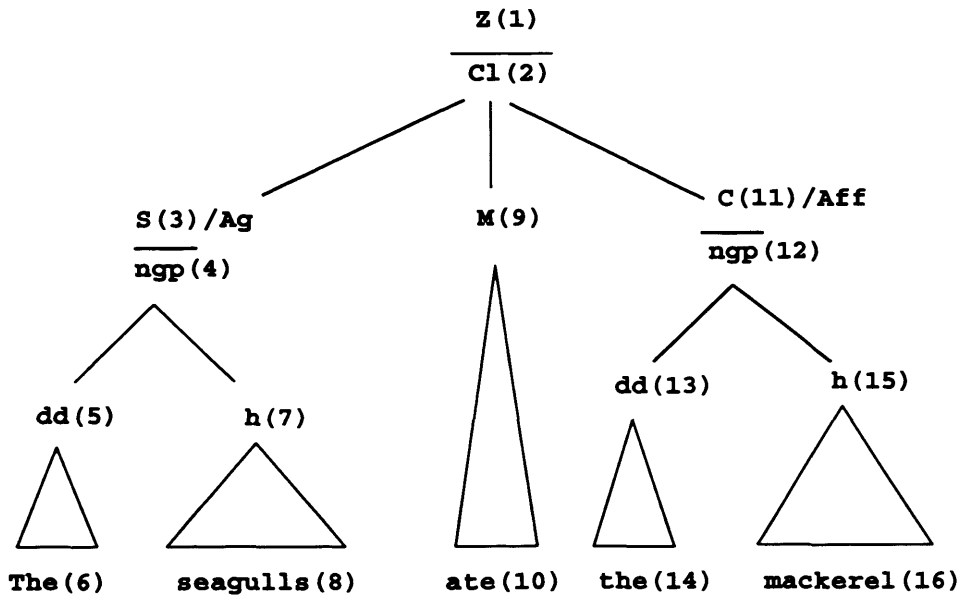 Z(1)
Cl(2)
S(3)/Ag M(9) C(11)/Aff
ngp(4) ngp(12)
dd(5) h(7) dd(13) h(15)
The(6) seagulls(8) ate(10) the(14) mackerel(16)